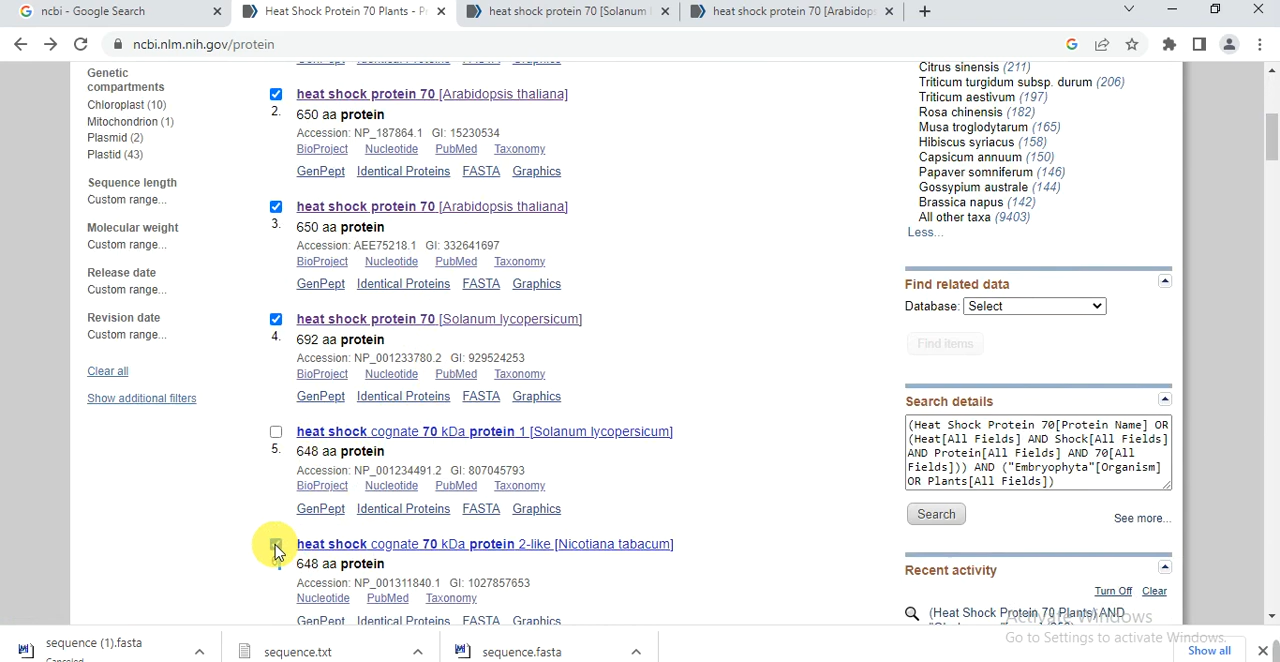 ncbi - Google Search
Heat Shock Protein 70 Plants - P
heat shock protein 70 [Solanum l
heat shock protein 70 [Arabidop
ncbi.nlm.nih.gov/protein
Genetic
compartments
Chloroplast (10)
Mitochondrion (1)
Plasmid (2)
Plastid (43)
Sequence length
Custom range...
Molecular weight
Custom range...
Release date
Custom range...
Revision date
Custom range...
Clear all
Show additional filters
heat shock protein 70 [Arabidopsis thaliana]
2.
650 aa protein
Accession: NP_187864.1 GI: 15230534
BioProject Nucleotide PubMed Taxonomy
GenPept Identical Proteins FASTA Graphics
heat shock protein 70 [Arabidopsis thaliana]
3.
650 aa protein
Accession: AEE75218.1 GI: 332641697
BioProject Nucleotide PubMed Taxonomy
GenPept Identical Proteins FASTA Graphics
heat shock protein 70 [Solanum lycopersicum]
4.
692 aa protein
Accession: NP_001233780.2 GI: 929524253
BioProject Nucleotide PubMed Taxonomy
GenPept Identical Proteins FASTA Graphics
heat shock cognate 70 kDa protein 1 [Solanum lycopersicum]
5.
648 aa protein
Accession: NP_001234491.2 GI: 807045793
BioProject Nucleotide PubMed Taxonomy
GenPept Identical Proteins FASTA Graphics
heat shock cognate 70 kDa protein 2-like [Nicotiana tabacum]
648 aa protein
Accession: NP_001311840.1 GI: 1027857653
Nucleotide PubMed Taxonomy
GenPept Identical Proteins FASTA Graphics
Citrus sinensis (211)
Triticum turgidum subsp. durum (206)
Triticum aestivum (197)
Rosa chinensis (182)
Musa troglodytarum (165)
Hibiscus syriacus (158)
Capsicum annuum (150)
Papaver somniferum (146)
Gossypium australe (144)
Brassica napus (142)
All other taxa (9403)
Less...
Find related data
Database: Select
Find items
Search details
(Heat Shock Protein 70[Protein Name] OR
(Heat[All Fields] AND Shock[All Fields]
AND Protein[All Fields] AND 70[All
Fields])) AND ("Embryophyta"[Organism]
OR Plants[All Fields])
Search
See more...
Recent activity
Turn Off Clear
(Heat Shock Protein 70 Plants) AND
Activate Windows
Go to Settings to activate Windows.
sequence (1).fasta
Canceled
sequence.txt
sequence.fasta
Show all